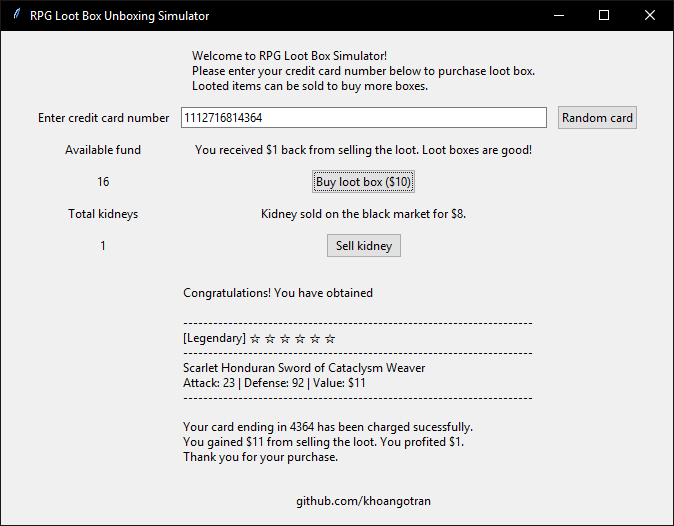 RPG Loot Box Unboxing Simulator
Welcome to RPG Loot Box Simulator!
Please enter your credit card number below to purchase loot box.
Looted items can be sold to buy more boxes.
Enter credit card number 1112716814364 Random card
Available fund You received $1 back from selling the loot. Loot boxes are good!
16 Buy loot box ($10)
Total kidneys Kidney sold on the black market for $8.
1 Sell kidney
Congratulations! You have obtained
------------------------------------------------------------------
[Legendary] ☆ ☆ ☆ ☆ ☆ ☆
------------------------------------------------------------------
Scarlet Honduran Sword of Cataclysm Weaver
Attack: 23 | Defense: 92 | Value: $11
------------------------------------------------------------------
Your card ending in 4364 has been charged sucessfully.
You gained $11 from selling the loot. You profited $1.
Thank you for your purchase.
github.com/khoangotran